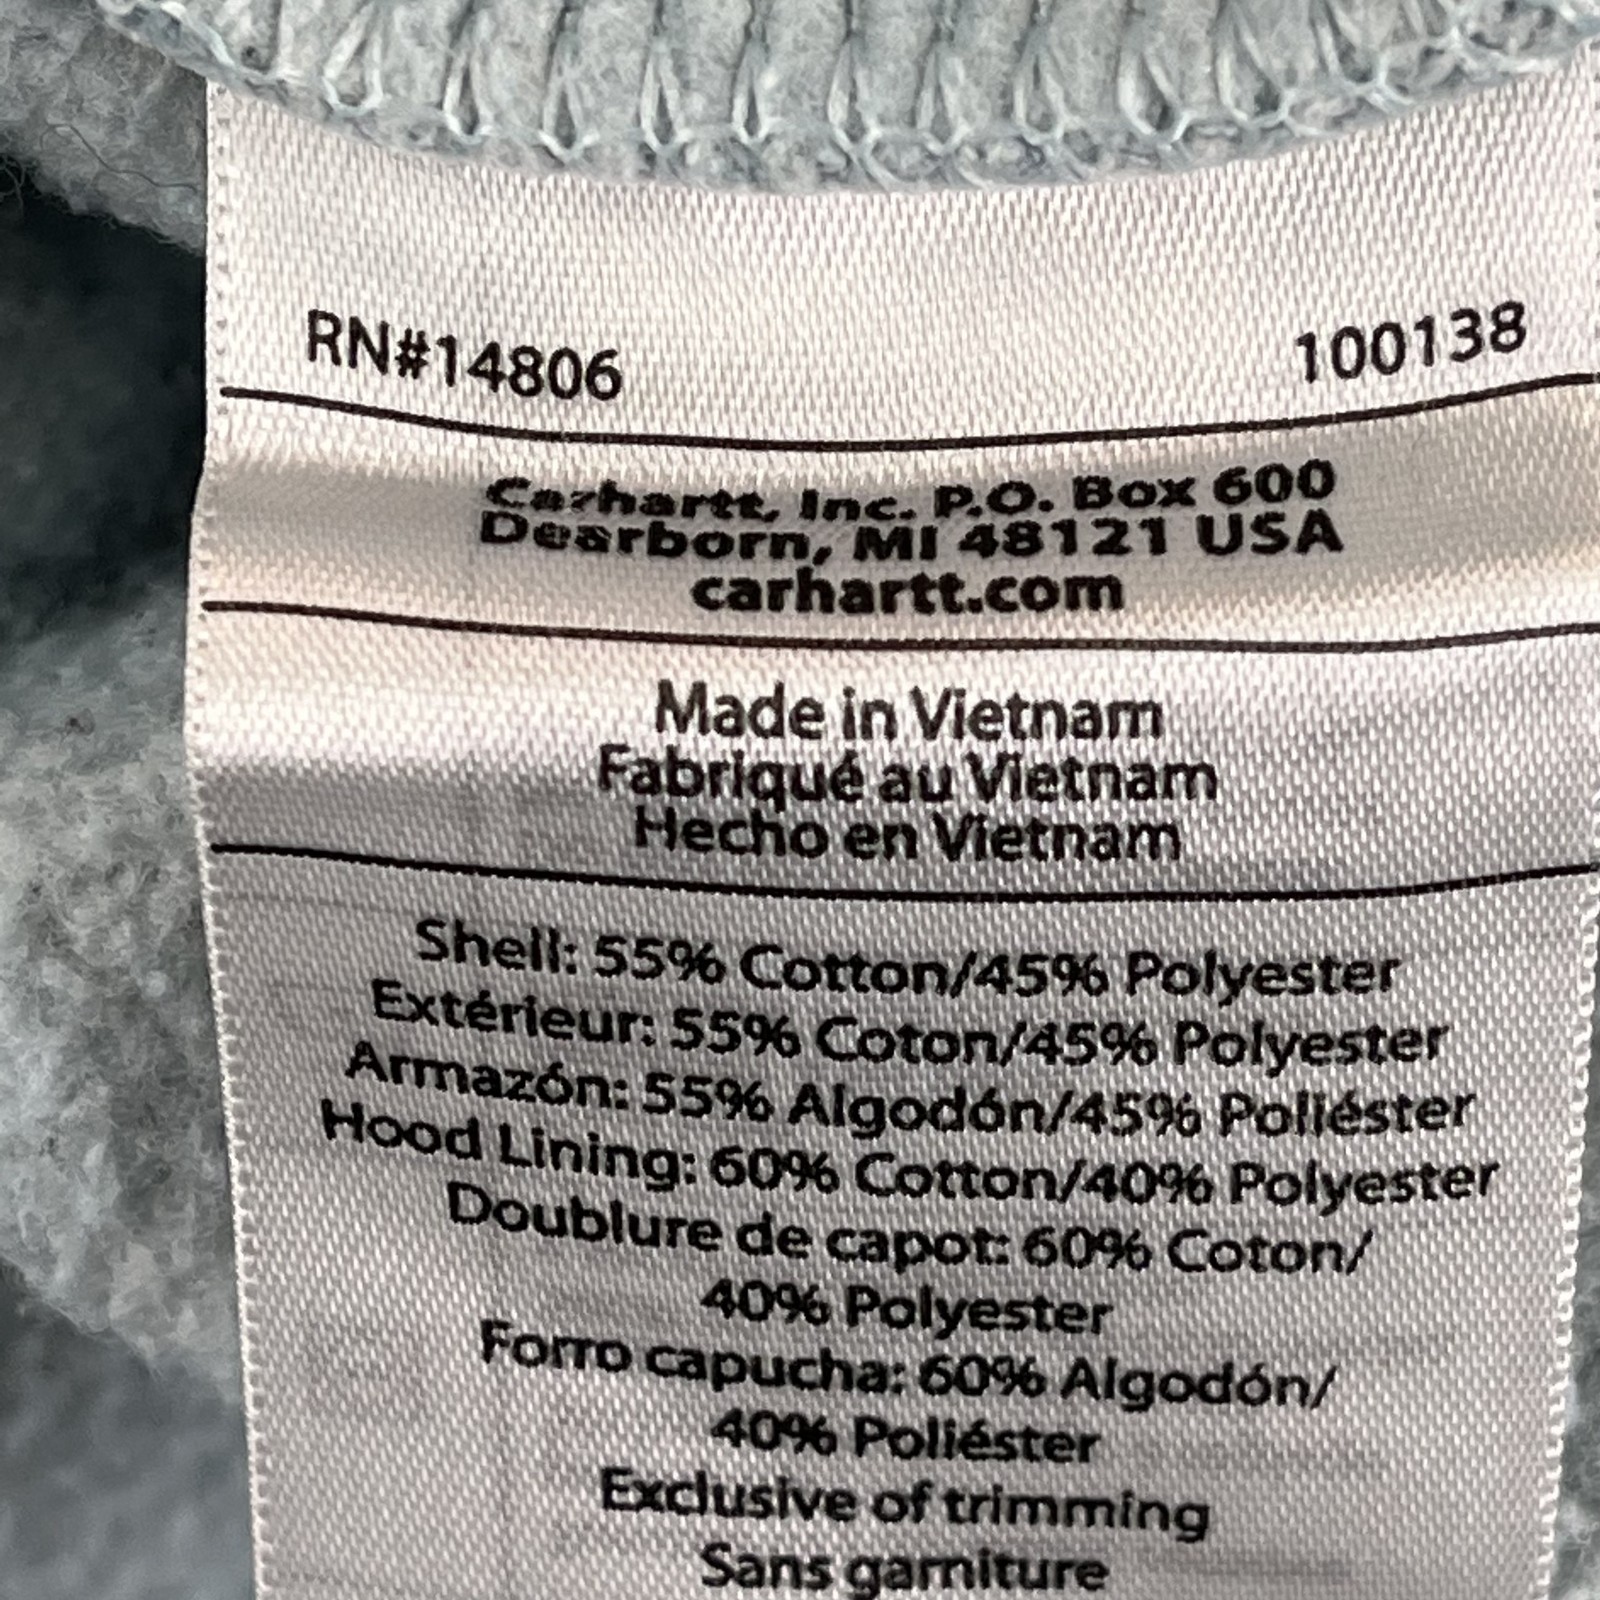 RN#14806 100138
Carhartt, Inc. P.O. Box 600
Dearborn, MI 48121 USA
carhartt.com
Made in Vietnam
Fabriqué au Vietnam
Hecho en Vietnam
Shell: 55% Cotton/45% Polyester
Extérieur: 55% Coton/45% Polyester
Armazón: 55% Algodón/45% Poliéster
Hood Lining: 60% Cotton/40% Polyester
Doublure de capot: 60% Coton/
40% Polyester
Forro capucha: 60% Algodón/
40% Poliéster
Exclusive of trimming
Sans garniture